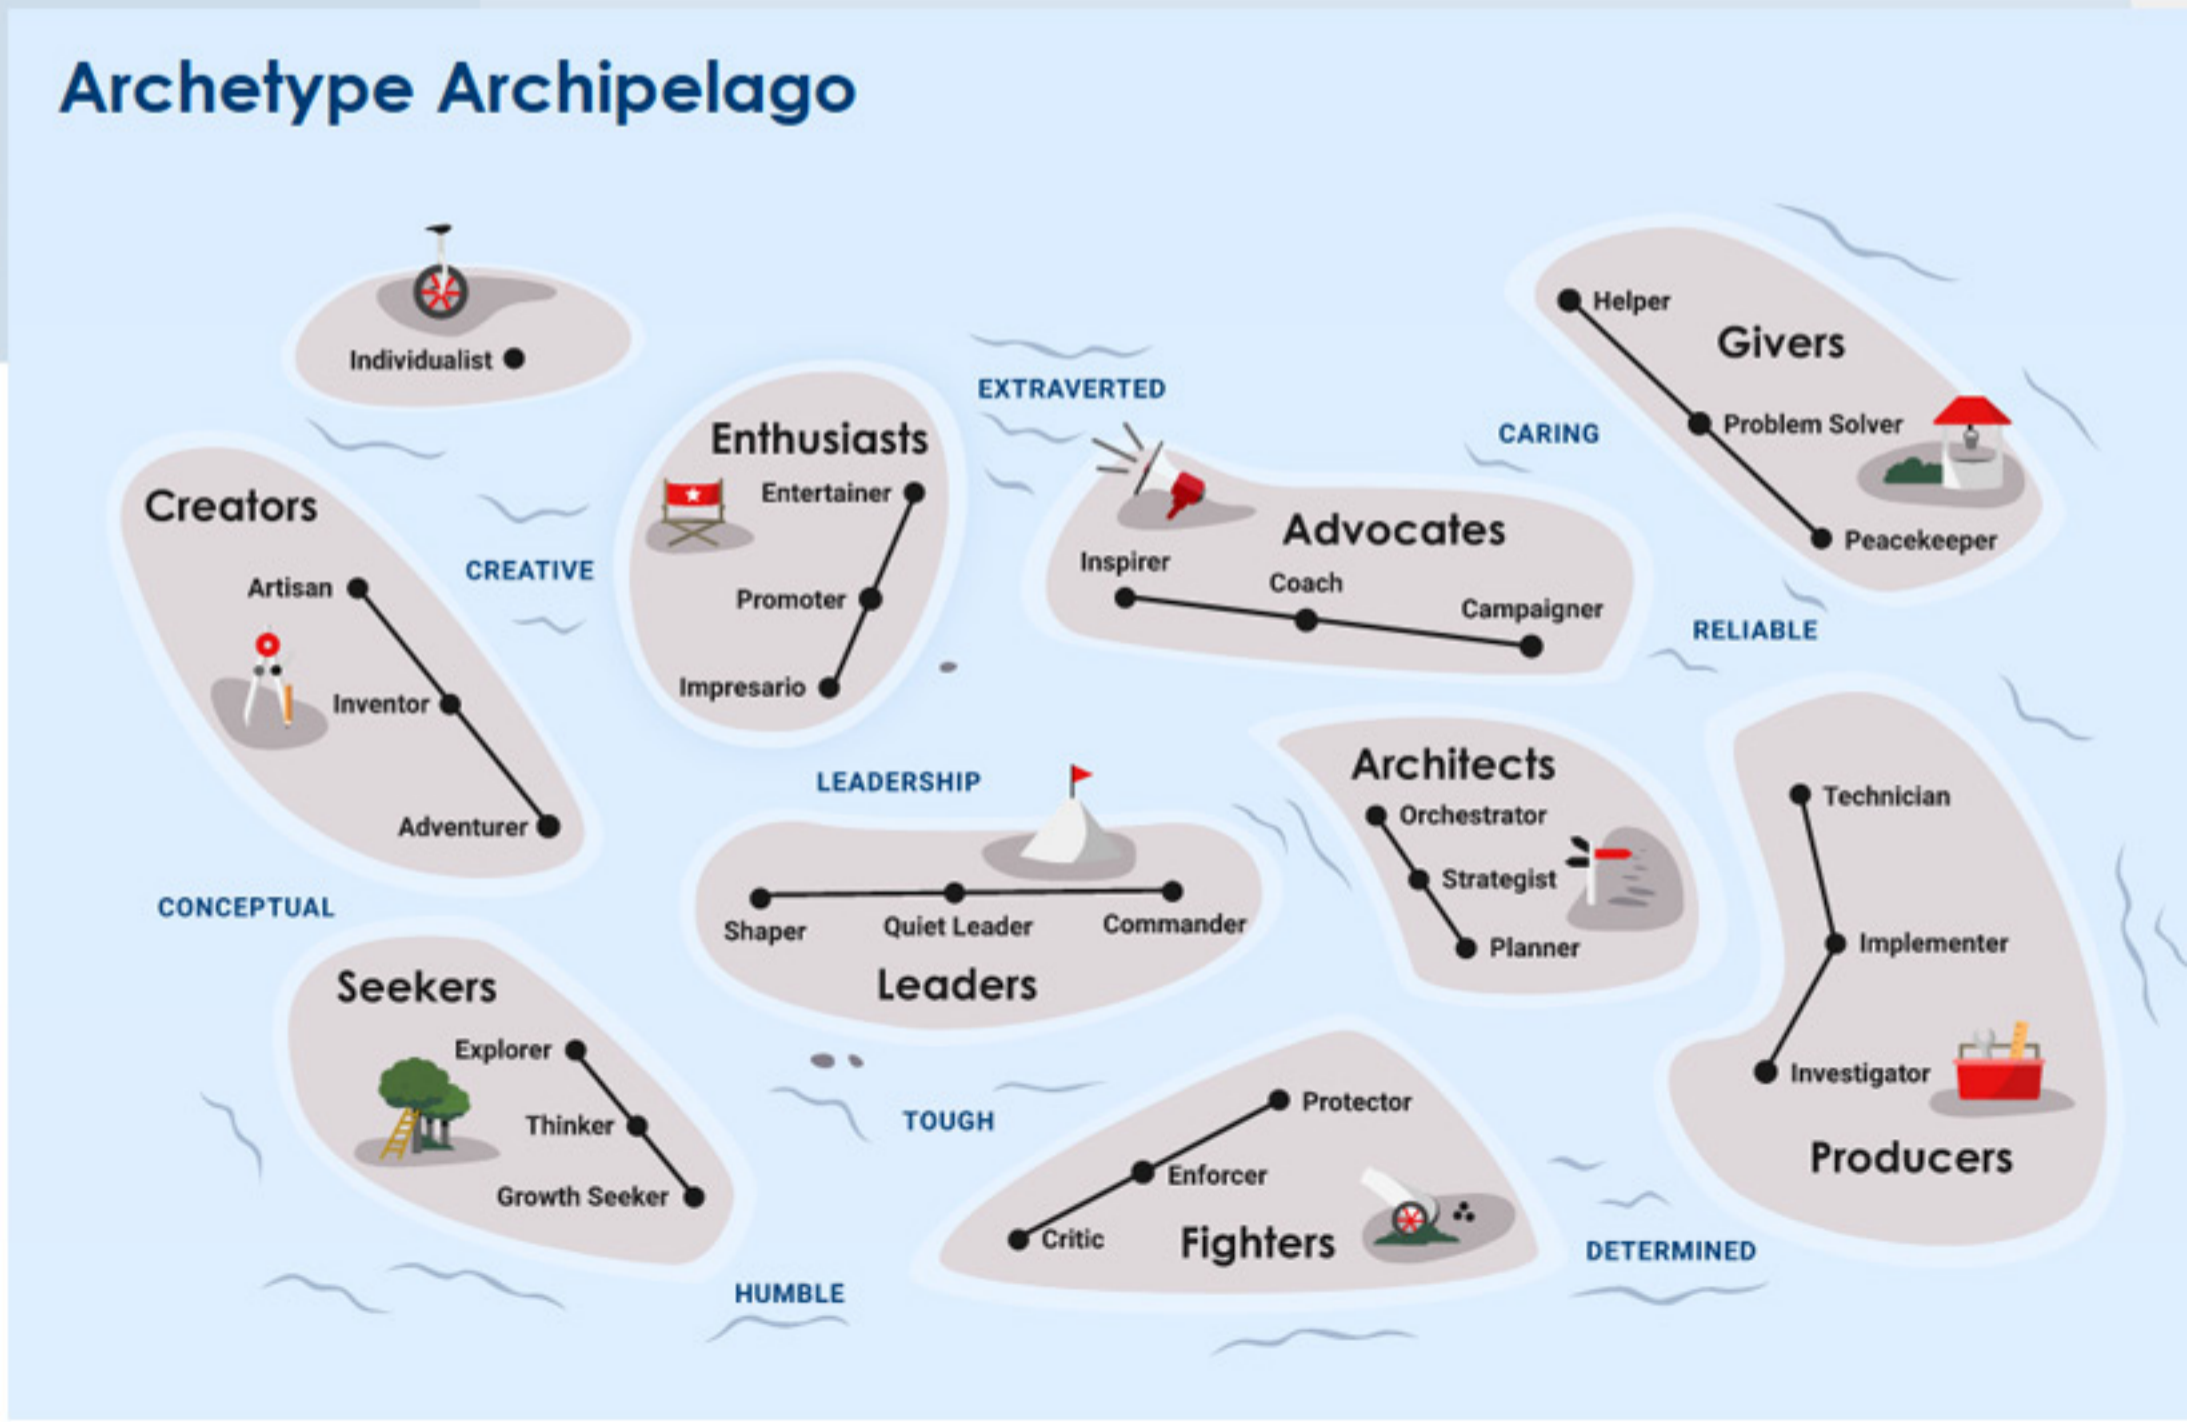 Archetype Archipelago
Individualist
Creators
Artisan
Inventor
Adventurer
CREATIVE
Enthusiasts
Entertainer
Promoter
Impresario
EXTRAVERTED
Advocates
Inspirer
Coach
Campaigner
CARING
Helper
Givers
Problem Solver
Peacekeeper
RELIABLE
LEADERSHIP
Shaper
Quiet Leader
Commander
Leaders
Architects
Orchestrator
Strategist
Planner
Technician
Implementer
Investigator
Producers
CONCEPTUAL
Seekers
Explorer
Thinker
Growth Seeker
TOUGH
Protector
Enforcer
Critic
Fighters
DETERMINED
HUMBLE